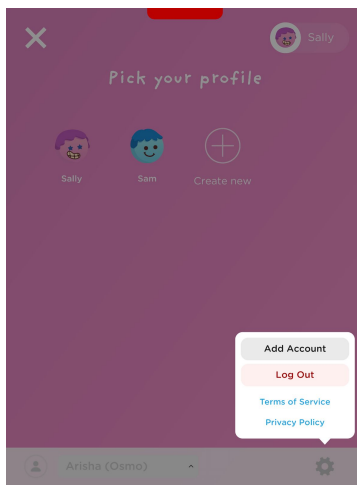 Sally
Pick your profile
Sally
Sam
Create new
Add Account
Log Out
Terms of Service
Privacy Policy
Arisha (Osmo)